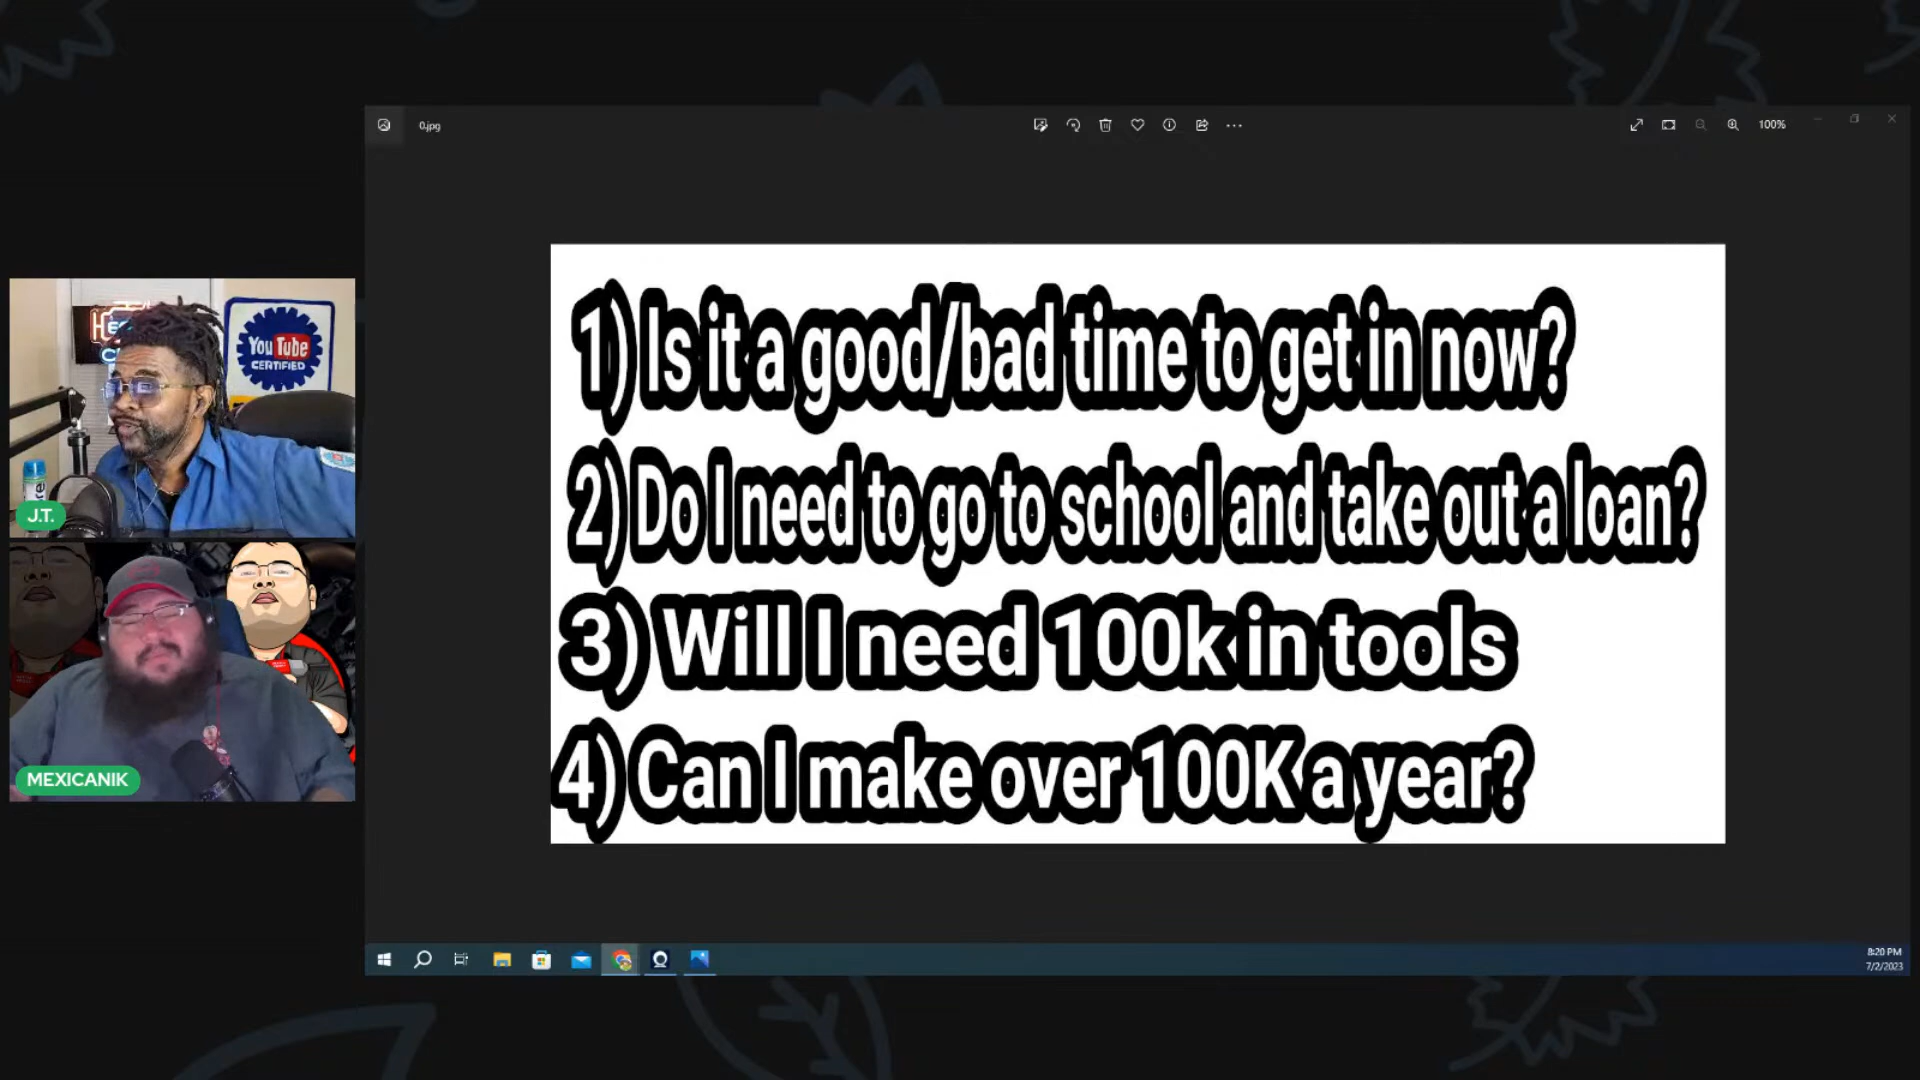 0.jpg
100%
1) Is it a good/bad time to get in now?
2) Do I need to go to school and take out a loan?
3) Will I need 100k in tools
4) Can I make over 100K a year?
You Tube
CERTIFIED
J.T.
MEXICANIK
8:20 PM
7/2/2023